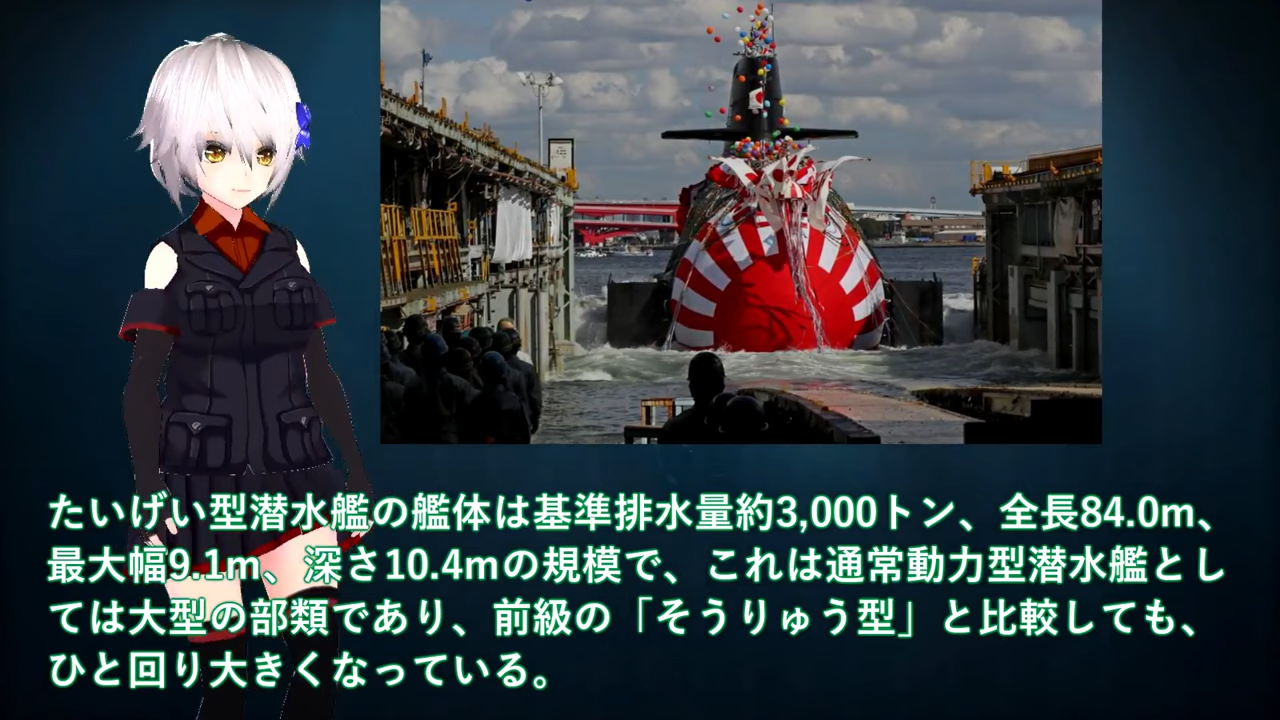 たいげい型潜水艦の艦体は基準排水量約3,000トン、全長84.0m、
最大幅9.1m、深さ10.4mの規模で、これは通常動力型潜水艦とし
ては大型の部類であり、前級の「そうりゅう型」と比較しても、
ひと回り大きくなっている。